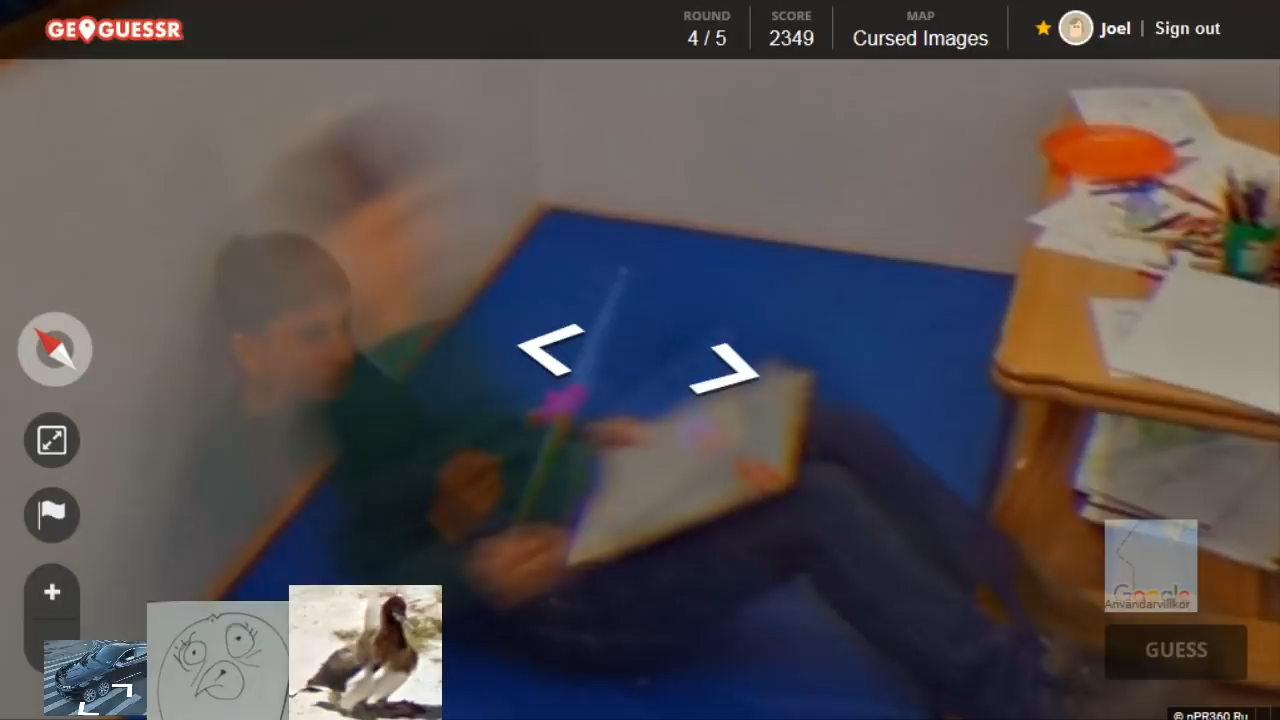 GEOGUESSR
ROUND
4 / 5
SCORE
2349
MAP
Cursed Images
Joel | Sign out
Google
Användarvillkor
GUESS
© nPR360.Ru